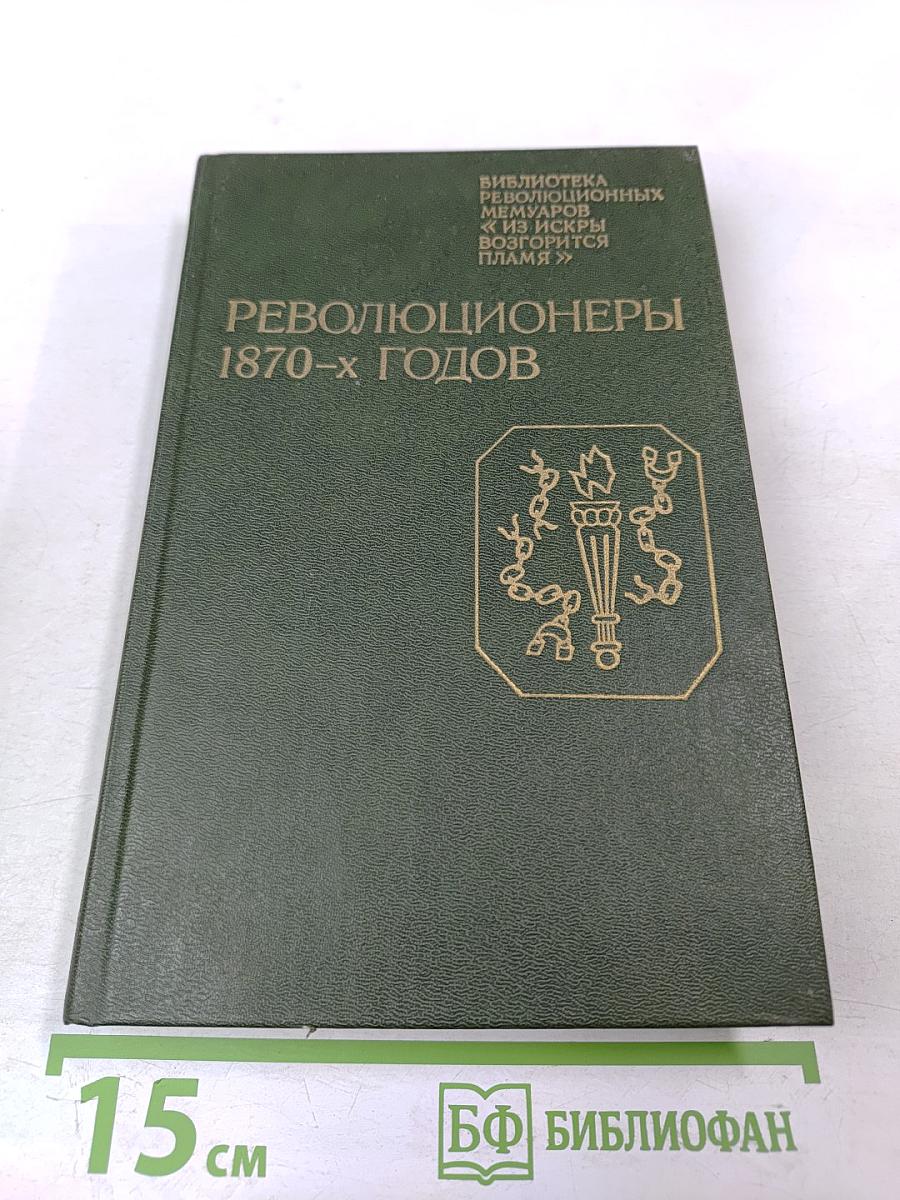 БИБЛИОТЕКА
РЕВОЛЮЦИОННЫХ
МЕМУАРОВ
«ИЗ ИСКРЫ
ВОЗГОРИТСЯ
ПЛАМЯ»
РЕВОЛЮЦИОНЕРЫ
1870-х ГОДОВ
15 см
БФ БИБЛИОФАН